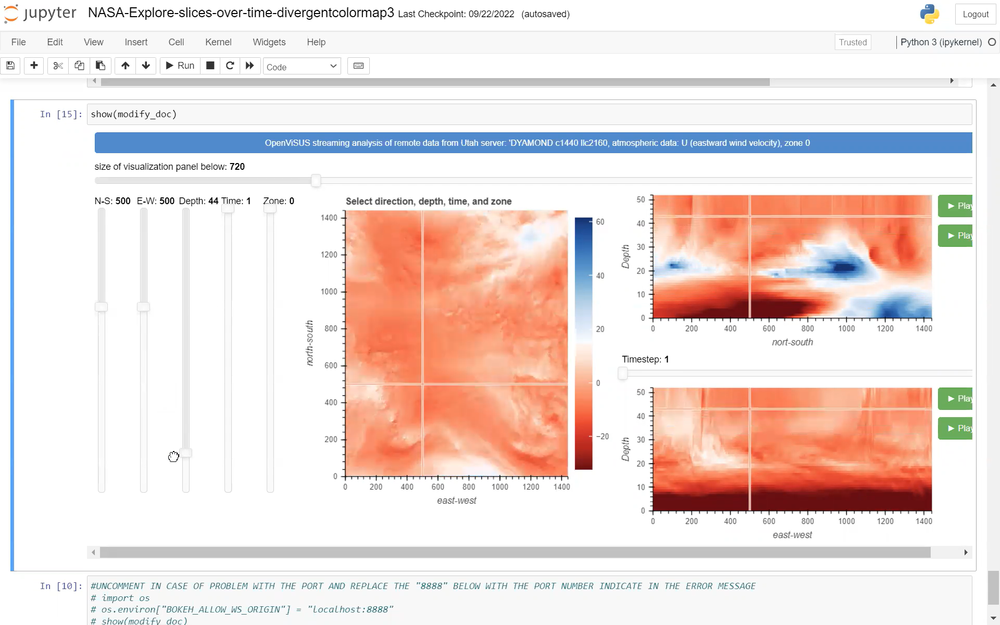 jupyter NASA-Explore-slices-over-time-divergentcolormap3 Last Checkpoint: 09/22/2022 (autosaved)
Logout
File Edit View Insert Cell Kernel Widgets Help
Trusted
Python 3 (ipykernel)
Run
Code
In [15]:
show(modify_doc)
OpenViSUS streaming analysis of remote data from Utah server: 'DYAMOND c1440 llc2160, atmospheric data: U (eastward wind velocity), zone 0
size of visualization panel below: 720
N-S: 500 E-W: 500 Depth: 44 Time: 1 Zone: 0
Select direction, depth, time, and zone
1400
1200
1000
800
600
400
200
0
north-south
0 200 400 600 800 1000 1200 1400
east-west
60
40
20
0
−20
50
40
30
20
10
0
Depth
0 200 400 600 800 1000 1200 1400
nort-south
► Play
► Play
Timestep: 1
50
40
30
20
10
0
Depth
0 200 400 600 800 1000 1200 1400
east-west
► Play
► Play
In [10]:
#UNCOMMENT IN CASE OF PROBLEM WITH THE PORT AND REPLACE THE "8888" BELOW WITH THE PORT NUMBER INDICATE IN THE ERROR MESSAGE
# import os
# os.environ["BOKEH_ALLOW_WS_ORIGIN"] = "localhost:8888"
# show(modify_doc)